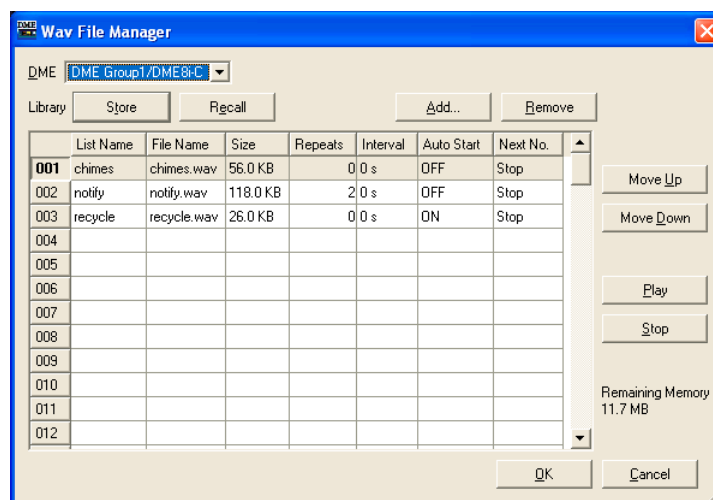 DME Wav File Manager
DME DME Group1/DME8i-C
Library Store Recall Add... Remove
List Name File Name Size Repeats Interval Auto Start Next No.
001 chimes chimes.wav 56.0 KB 0 0 s OFF Stop
002 notify notify.wav 118.0 KB 2 0 s OFF Stop
003 recycle recycle.wav 26.0 KB 0 0 s ON Stop
004
005
006
007
008
009
010
011
012
Move Up
Move Down
Play
Stop
Remaining Memory
11.7 MB
OK Cancel